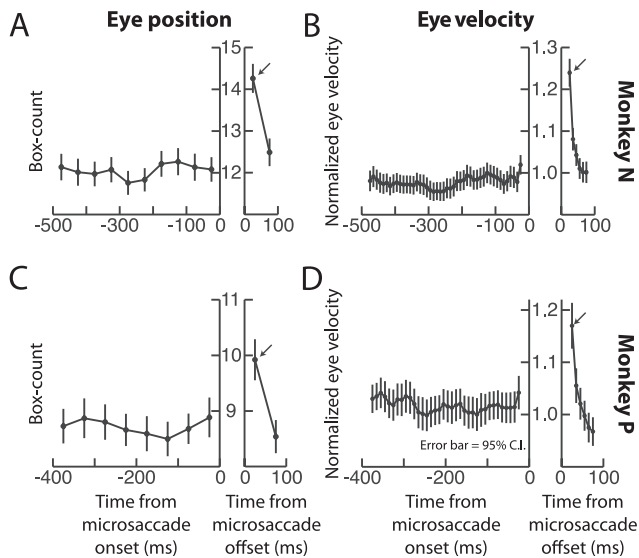 Eye position
Eye velocity
A
Box-count
15
14
13
12
-500
-300
-100
0
0
100
B
Normalized eye velocity
1.3
1.2
1.1
1.0
-500
-300
-100
0
0
100
Monkey N
C
Box-count
11
10
8
-400
-200
0
0
100
Time from
microsaccade
onset (ms)
Time from
microsaccade
offset (ms)
D
Normalized eye velocity
1.2
1.1
1.0
Error bar = 95% C.I.
-400
-200
0
0
100
Time from
microsaccade
onset (ms)
Time from
microsaccade
offset (ms)
Monkey P